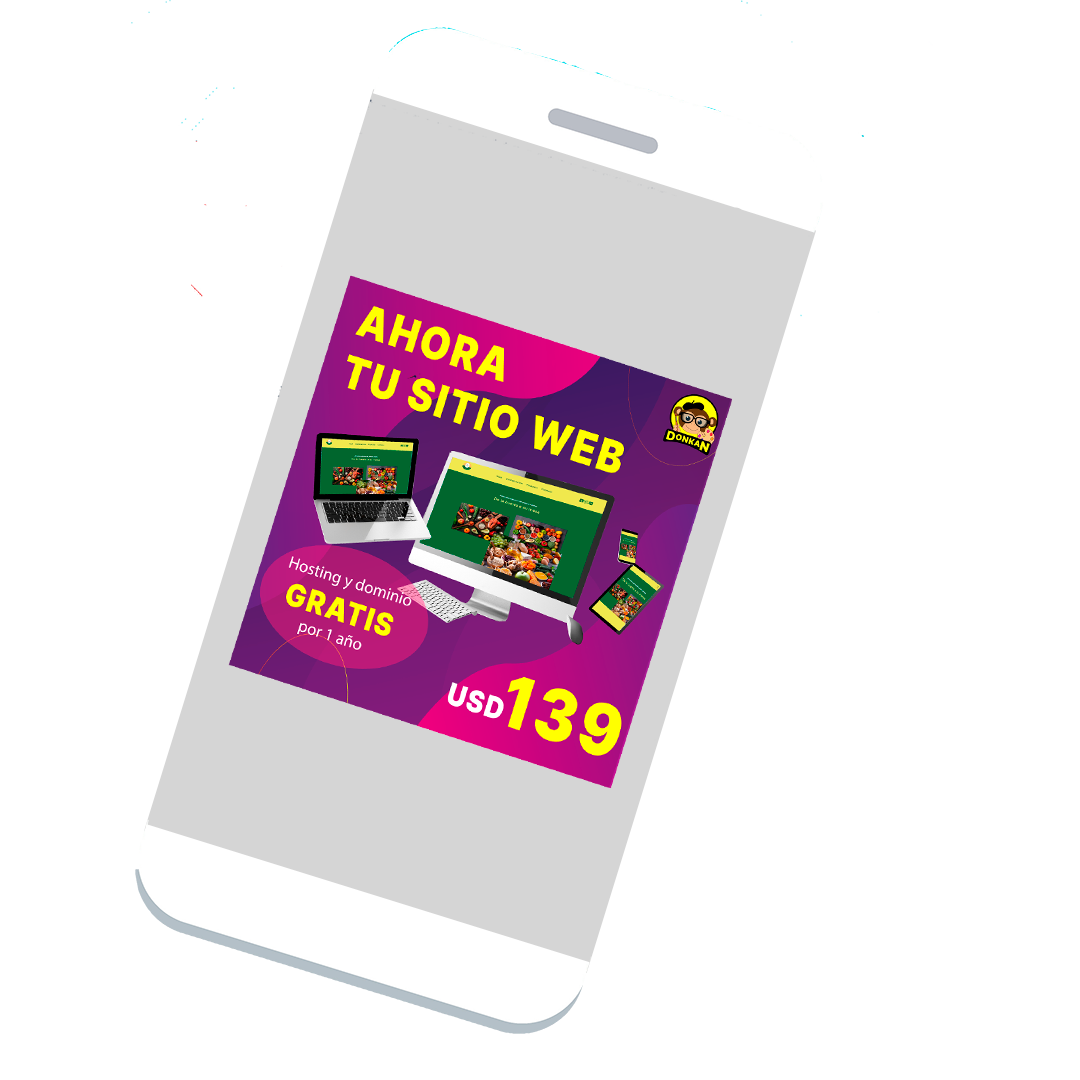 AHORA
TU SITIO WEB
DONKAN
Hosting y dominio
GRATIS
por 1 año
USD139